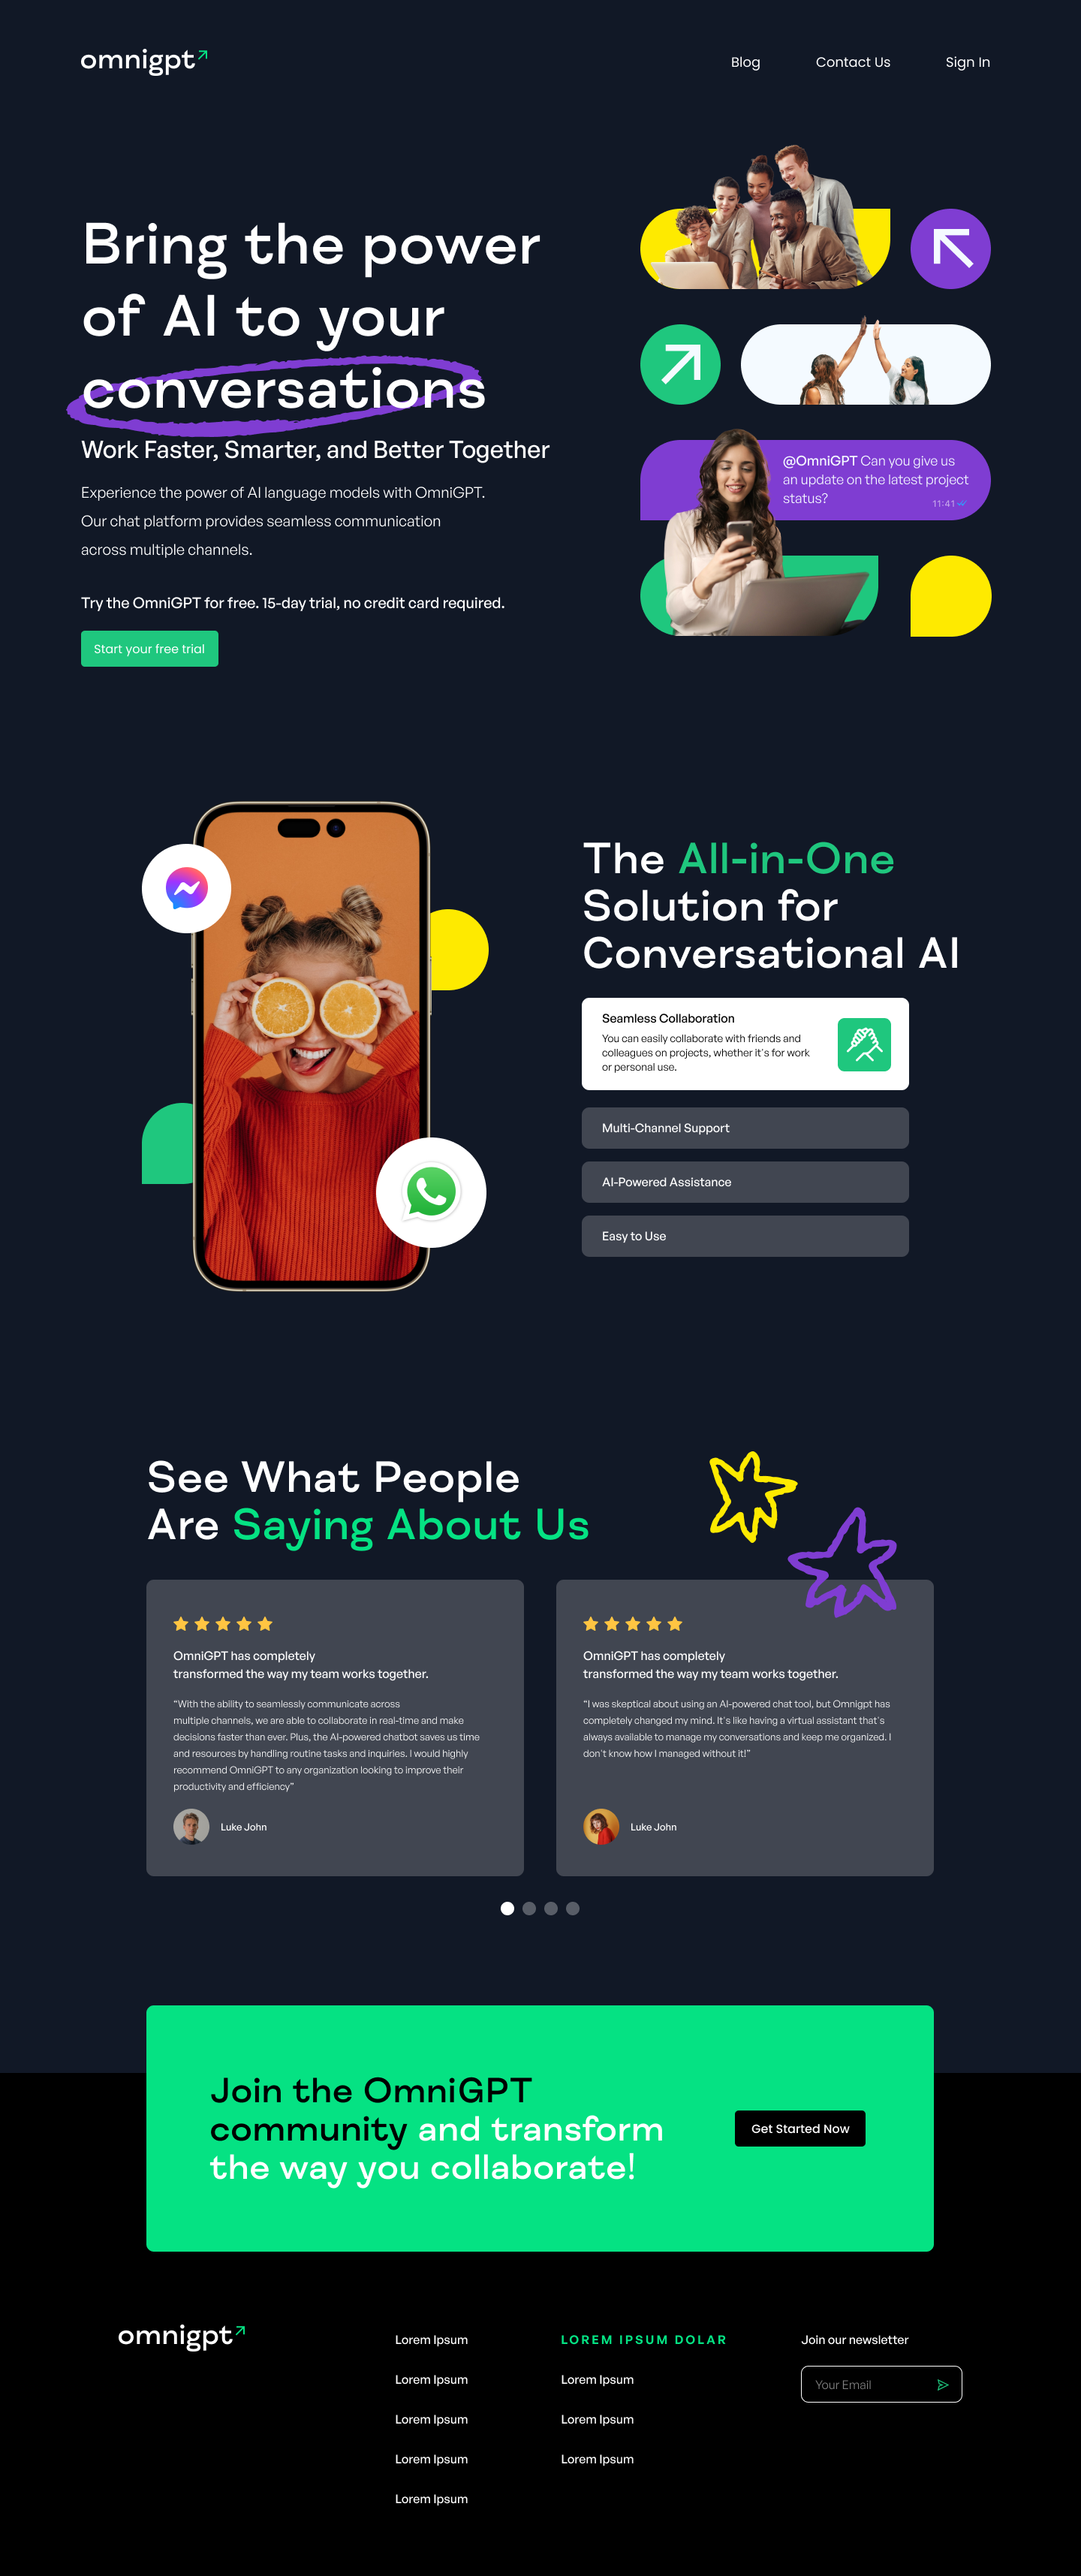 omnigpt
Blog
Contact Us
Sign In
Bring the power
of AI to your
conversations
Work Faster, Smarter, and Better Together
Experience the power of AI language models with OmniGPT.
Our chat platform provides seamless communication
across multiple channels.
Try the OmniGPT for free. 15-day trial, no credit card required.
Start your free trial
@OmniGPT Can you give us
an update on the latest project
status?
11:41
The All-in-One
Solution for
Conversational AI
Seamless Collaboration
You can easily collaborate with friends and
colleagues on projects, whether it's for work
or personal use.
Multi-Channel Support
AI-Powered Assistance
Easy to Use
See What People
Are Saying About Us
OmniGPT has completely
transformed the way my team works together.
“With the ability to seamlessly communicate across
multiple channels, we are able to collaborate in real-time and make
decisions faster than ever. Plus, the AI-powered chatbot saves us time
and resources by handling routine tasks and inquiries. I would highly
recommend OmniGPT to any organization looking to improve their
productivity and efficiency”
Luke John
OmniGPT has completely
transformed the way my team works together.
“I was skeptical about using an AI-powered chat tool, but Omnigpt has
completely changed my mind. It's like having a virtual assistant that's
always available to manage my conversations and keep me organized. I
don't know how I managed without it!”
Luke John
Join the OmniGPT
community and transform
the way you collaborate!
Get Started Now
omnigpt
Lorem Ipsum
Lorem Ipsum
Lorem Ipsum
Lorem Ipsum
Lorem Ipsum
LOREM IPSUM DOLAR
Lorem Ipsum
Lorem Ipsum
Lorem Ipsum
Join our newsletter
Your Email